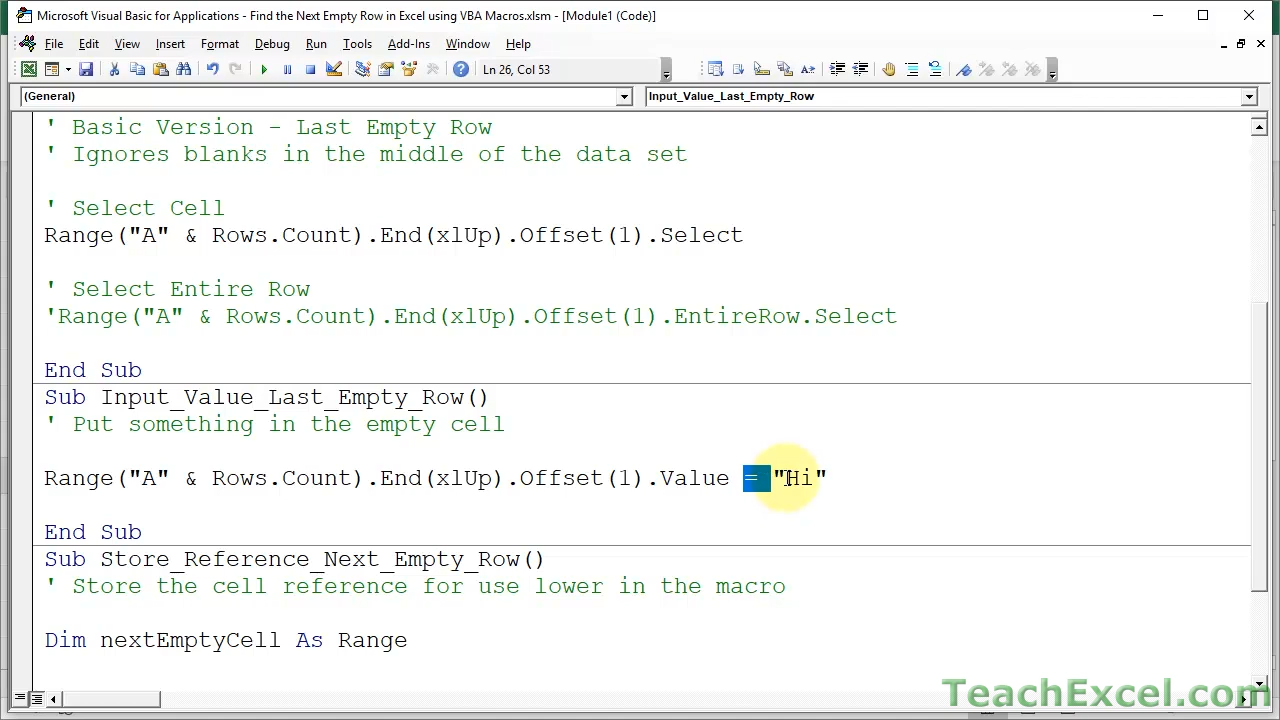 Microsoft Visual Basic for Applications - Find the Next Empty Row in Excel using VBA Macros.xlsm - [Module1 (Code)]
File Edit View Insert Format Debug Run Tools Add-Ins Window Help
Ln 26, Col 53
(General) Input_Value_Last_Empty_Row
' Basic Version - Last Empty Row
' Ignores blanks in the middle of the data set
' Select Cell
Range("A" & Rows.Count).End(xlUp).Offset(1).Select
' Select Entire Row
'Range("A" & Rows.Count).End(xlUp).Offset(1).EntireRow.Select
End Sub
Sub Input_Value_Last_Empty_Row()
' Put something in the empty cell
Range("A" & Rows.Count).End(xlUp).Offset(1).Value = "Hi"
End Sub
Sub Store_Reference_Next_Empty_Row()
' Store the cell reference for use lower in the macro
Dim nextEmptyCell As Range
TeachExcel.com